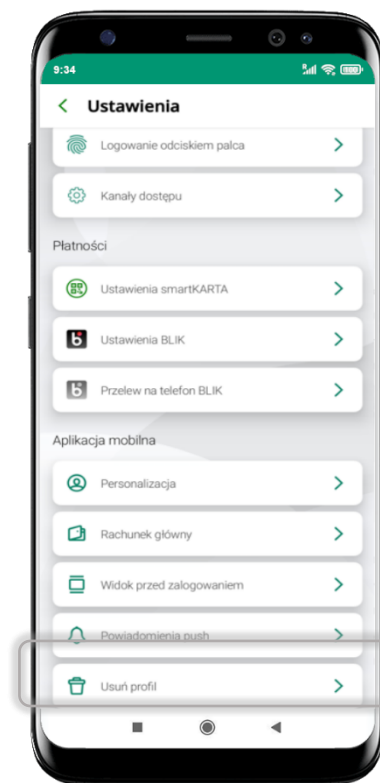 9:34
Ustawienia
Logowanie odciskiem palca
Kanały dostępu
Płatności
Ustawienia smartKARTA
Ustawienia BLIK
Przelew na telefon BLIK
Aplikacja mobilna
Personalizacja
Rachunek główny
Widok przed zalogowaniem
Powiadomienia push
Usuń profil